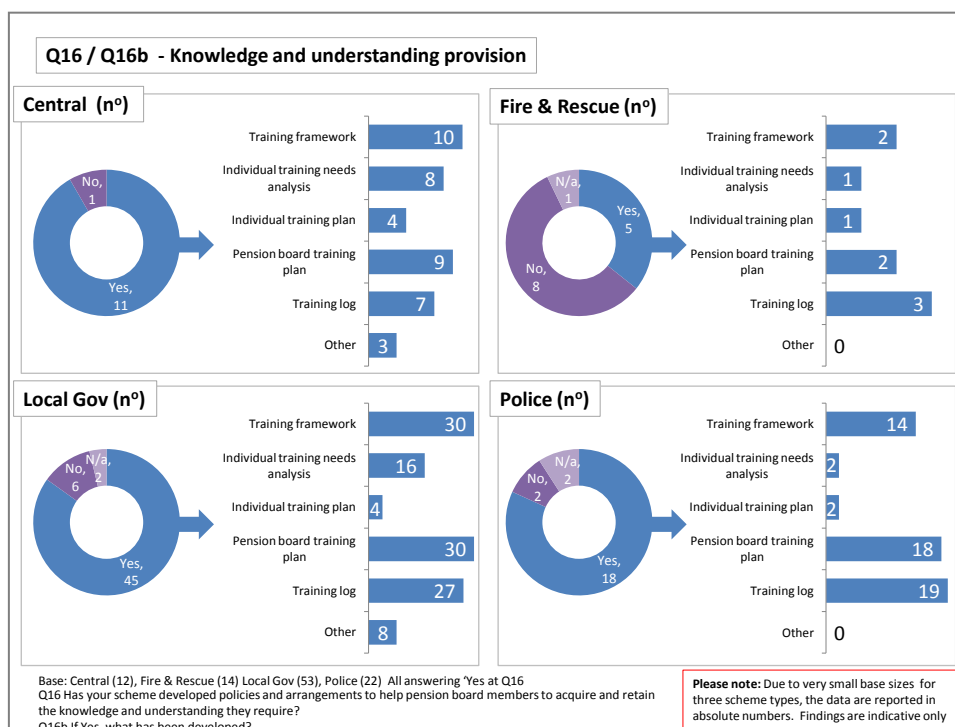 Q16 / Q16b - Knowledge and understanding provision
Central (nº)
No,
1
Yes,
11
Training framework
10
Individual training needs
analysis
8
Individual training plan
4
Pension board training
plan
9
Training log
7
Other
3
Fire & Rescue (nº)
N/a,
1
Yes,
5
No,
8
Training framework
2
Individual training needs
analysis
1
Individual training plan
1
Pension board training
plan
2
Training log
3
Other
0
Local Gov (nº)
N/a,
2
No,
6
Yes,
45
Training framework
30
Individual training needs
analysis
16
Individual training plan
4
Pension board training
plan
30
Training log
27
Other
8
Police (nº)
N/a,
2
No,
2
Yes,
18
Training framework
14
Individual training needs
analysis
2
Individual training plan
2
Pension board training
plan
18
Training log
19
Other
0
Base: Central (12), Fire & Rescue (14) Local Gov (53), Police (22) All answering 'Yes at Q16
Q16 Has your scheme developed policies and arrangements to help pension board members to acquire and retain
the knowledge and understanding they require?
Q16b If Yes, what has been developed?
Please note: Due to very small base sizes for
three scheme types, the data are reported in
absolute numbers. Findings are indicative only